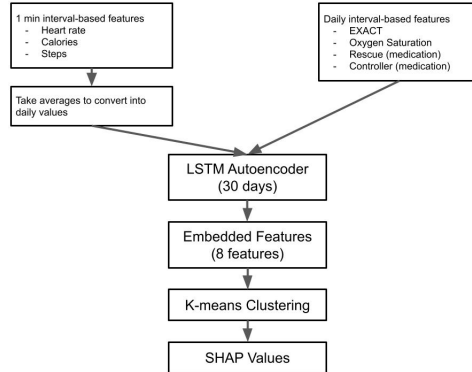 1 min interval-based features
- Heart rate
- Calories
- Steps
Daily interval-based features
- EXACT
- Oxygen Saturation
- Rescue (medication)
- Controller (medication)
Take averages to convert into
daily values
LSTM Autoencoder
(30 days)
Embedded Features
(8 features)
K-means Clustering
SHAP Values